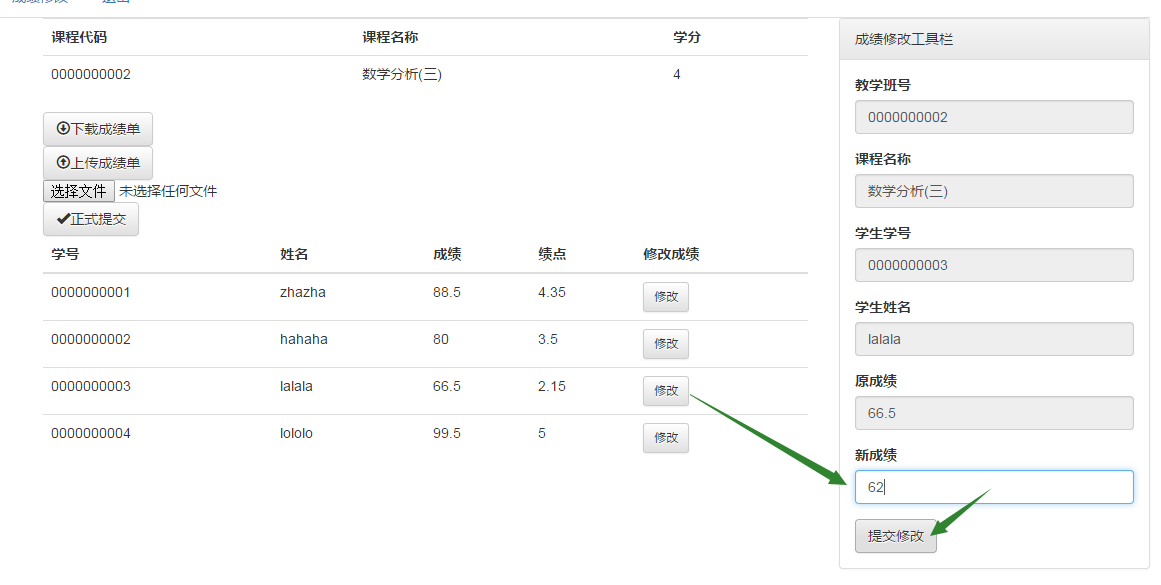 成绩修改 退出
课程代码 课程名称 学分
0000000002 数学分析(三) 4
下载成绩单
上传成绩单
选择文件 未选择任何文件
正式提交
学号 姓名 成绩 绩点 修改成绩
0000000001 zhazha 88.5 4.35 修改
0000000002 hahaha 80 3.5 修改
0000000003 lalala 66.5 2.15 修改
0000000004 lololo 99.5 5 修改
成绩修改工具栏
教学班号
0000000002
课程名称
数学分析(三)
学生学号
0000000003
学生姓名
lalala
原成绩
66.5
新成绩
62
提交修改